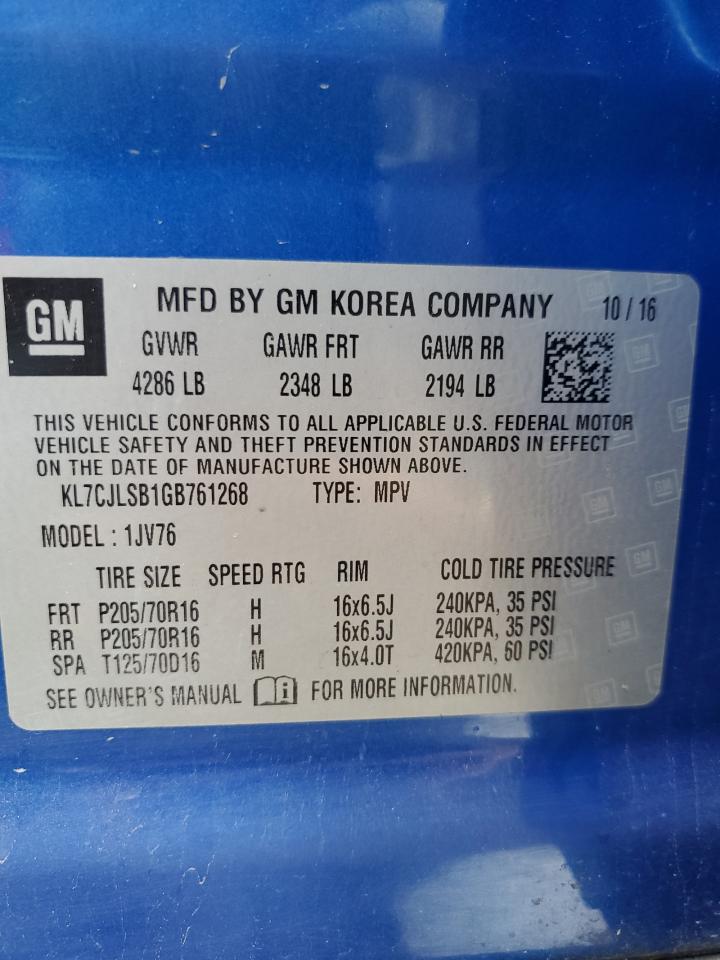 GM MFD BY GM KOREA COMPANY 10 / 16
GVWR GAWR FRT GAWR RR
4286 LB 2348 LB 2194 LB
THIS VEHICLE CONFORMS TO ALL APPLICABLE U.S. FEDERAL MOTOR
VEHICLE SAFETY AND THEFT PREVENTION STANDARDS IN EFFECT
ON THE DATE OF MANUFACTURE SHOWN ABOVE.
KL7CJLSB1GB761268 TYPE: MPV
MODEL : 1JV76
TIRE SIZE SPEED RTG RIM COLD TIRE PRESSURE
FRT P205/70R16 H 16x6.5J 240KPA, 35 PSI
RR P205/70R16 H 16x6.5J 240KPA, 35 PSI
SPA T125/70D16 M 16x4.0T 420KPA, 60 PSI
SEE OWNER'S MANUAL i FOR MORE INFORMATION.